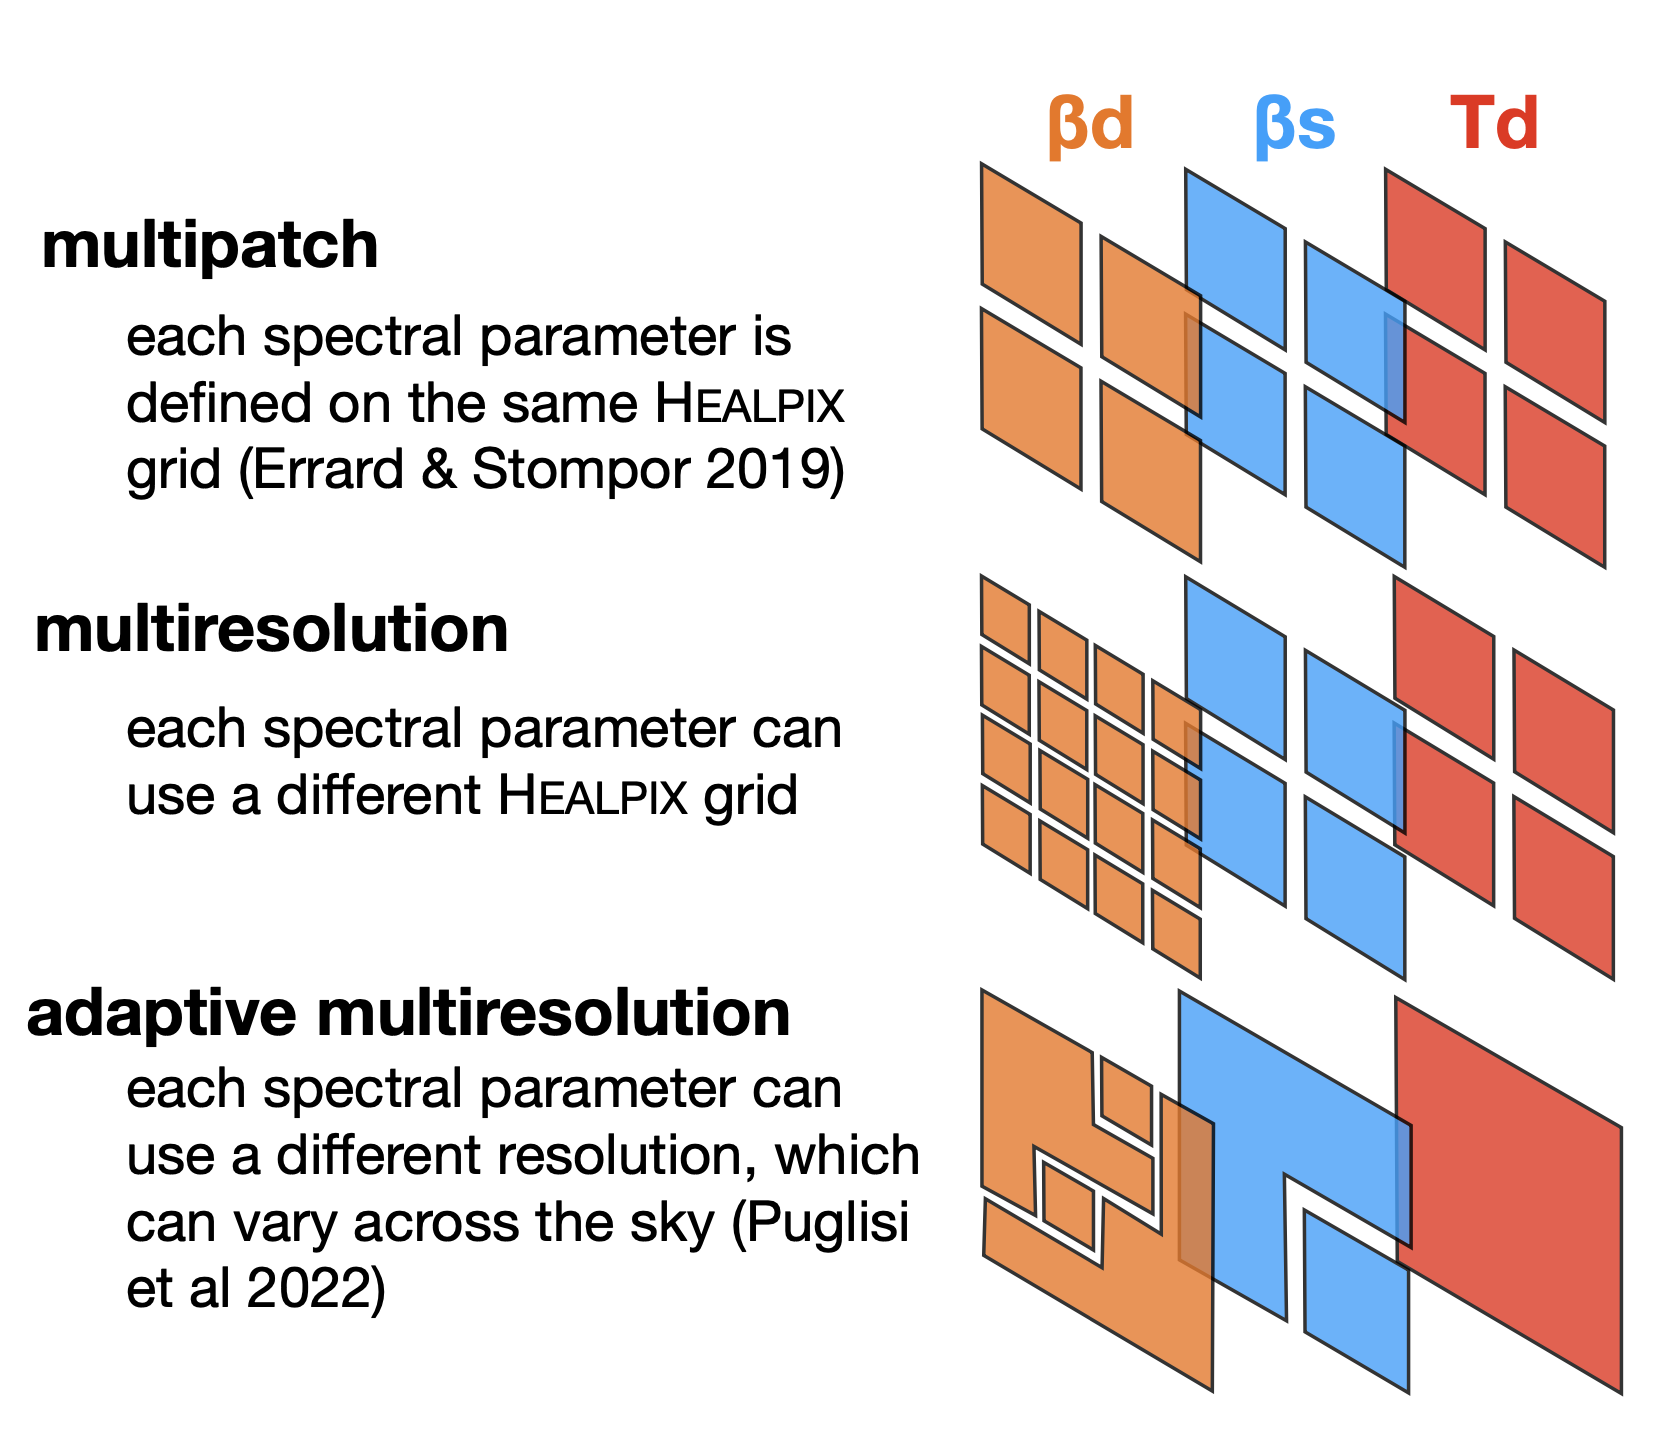 βd βs Td
multipatch
each spectral parameter is
defined on the same HEALPIX
grid (Errard & Stompor 2019)
multiresolution
each spectral parameter can
use a different HEALPIX grid
adaptive multiresolution
each spectral parameter can
use a different resolution, which
can vary across the sky (Puglisi
et al 2022)